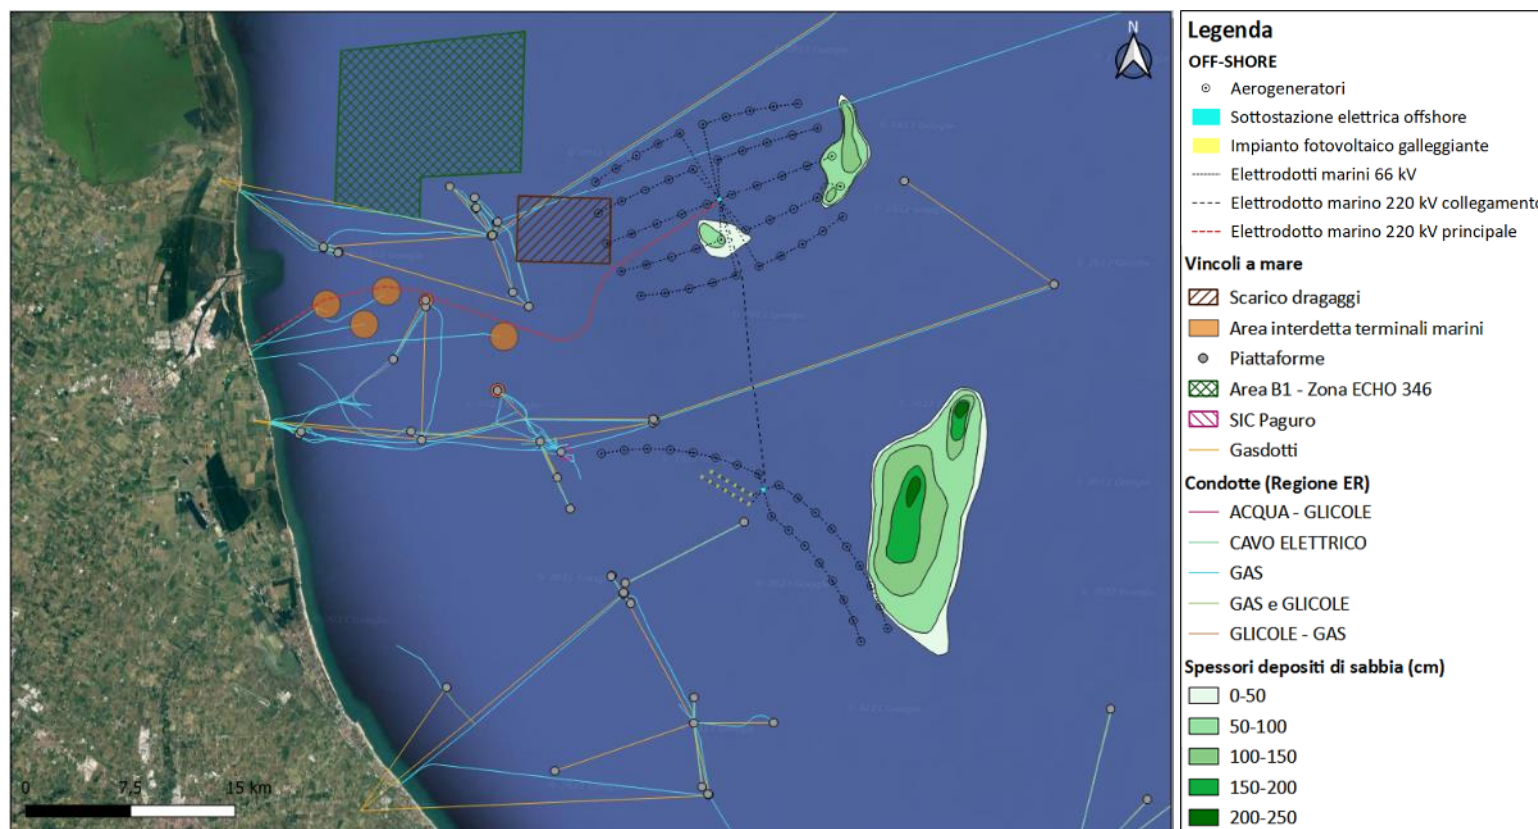 N
0
7,5
15 km
Legenda
OFF-SHORE
Aerogeneratori
Sottostazione elettrica offshore
Impianto fotovoltaico galleggiante
Elettrodotti marini 66 kV
Elettrodotto marino 220 kV collegamento
Elettrodotto marino 220 kV principale
Vincoli a mare
Scarico dragaggi
Area interdetta terminali marini
Piattaforme
Area B1 - Zona ECHO 346
SIC Paguro
Gasdotti
Condotte (Regione ER)
ACQUA - GLICOLE
CAVO ELETTRICO
GAS
GAS e GLICOLE
GLICOLE - GAS
Spessori depositi di sabbia (cm)
0-50
50-100
100-150
150-200
200-250